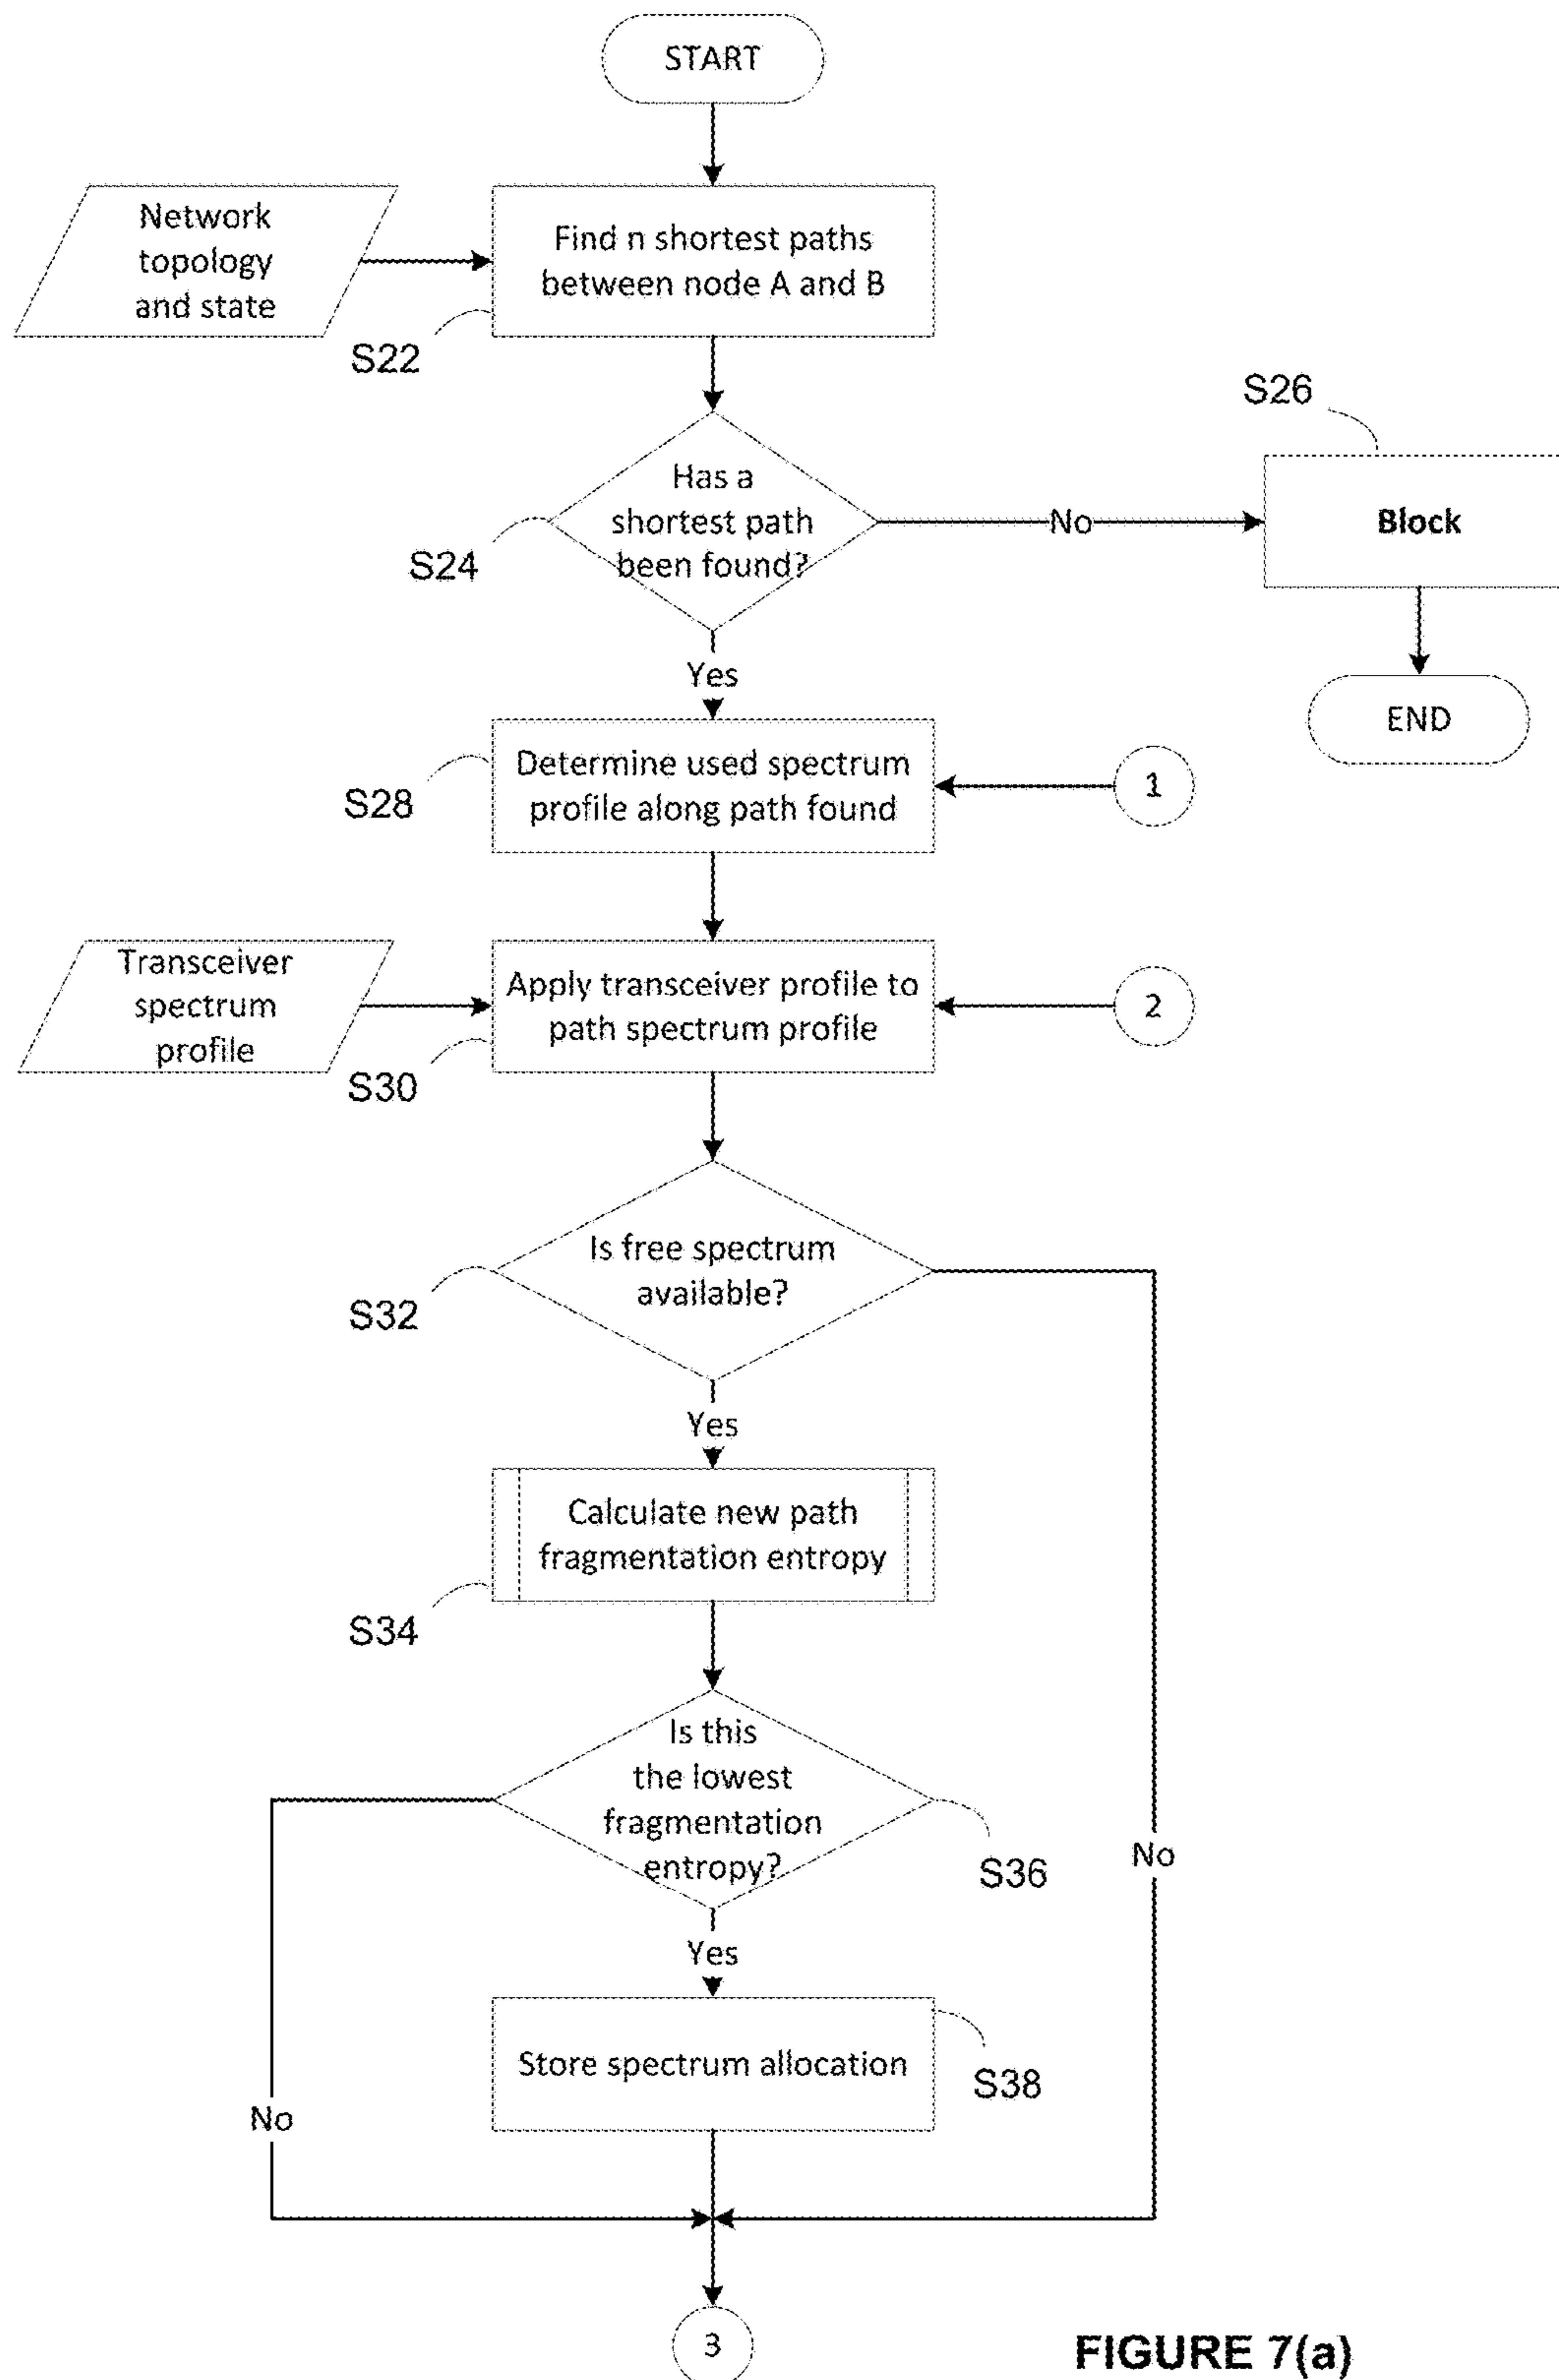 START
Network
topology
and state
Find n shortest paths
between node A and B
S22
S26
Has a
shortest path
been found?
S24
No
Block
Yes
END
Determine used spectrum
profile along path found
1
S28
Transceiver
spectrum
profile
Apply transceiver profile to
path spectrum profile
2
S30
Is free spectrum
available?
S32
Yes
Calculate new path
fragmentation entropy
S34
Is this
the lowest
fragmentation
entropy?
S36
No
Yes
Store spectrum allocation
S38
No
3
FIGURE 7(a)